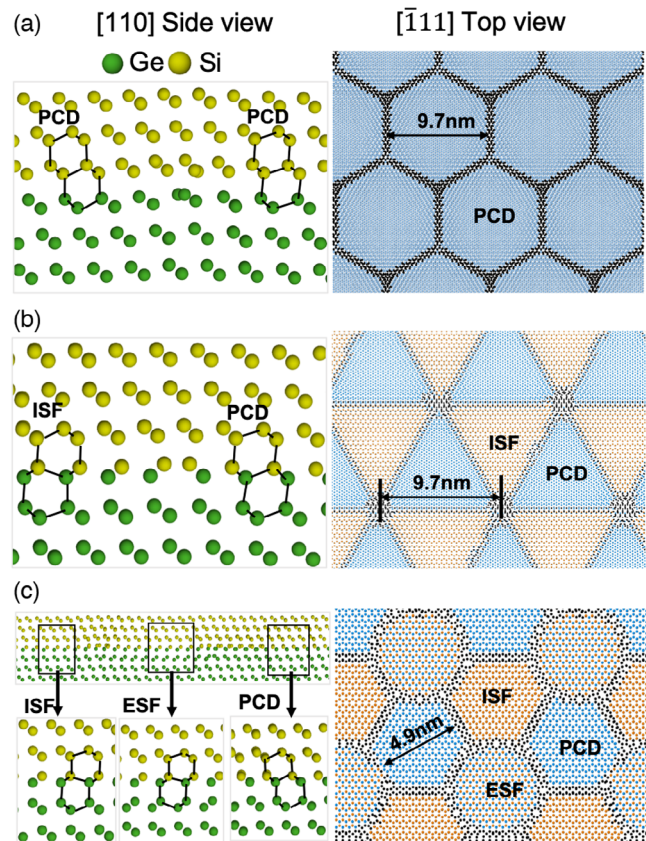 (a)
[110] Side view
[1̄11] Top view
Ge Si
PCD PCD
9.7nm
PCD
(b)
ISF PCD
ISF
PCD
9.7nm
(c)
ISF ESF PCD
ISF
4.9nm
PCD
ESF